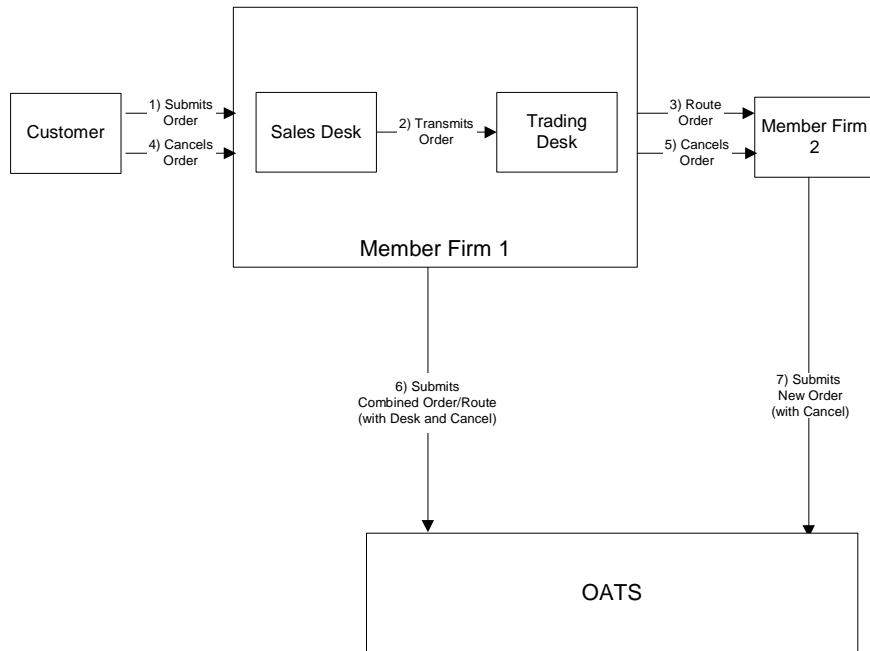 Customer
1) Submits
Order
4) Cancels
Order
Sales Desk
2) Transmits
Order
Trading
Desk
Member Firm 1
3) Route
Order
5) Cancels
Order
Member Firm
2
6) Submits
Combined Order/Route
(with Desk and Cancel)
7) Submits
New Order
(with Cancel)
OATS